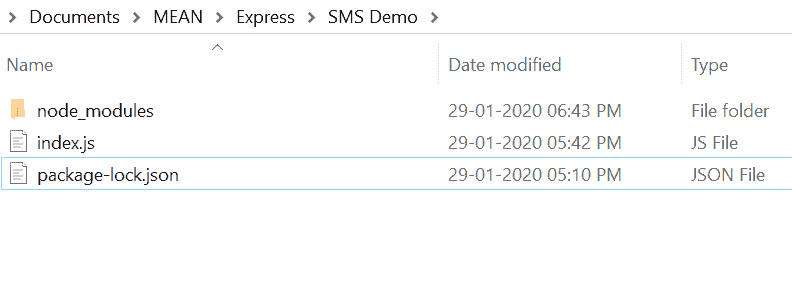 Documents > MEAN > Express > SMS Demo >
Name Date modified Type
node_modules 29-01-2020 06:43 PM File folder
index.js 29-01-2020 05:42 PM JS File
package-lock.json 29-01-2020 05:10 PM JSON File